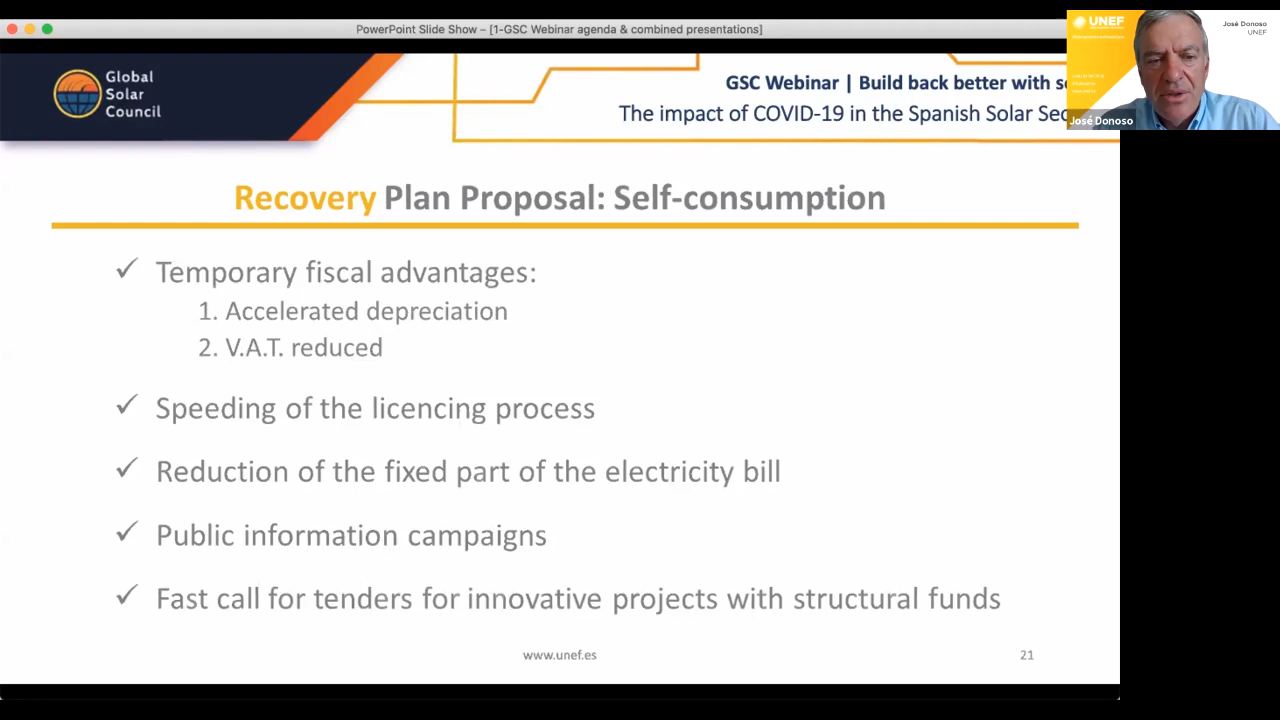 PowerPoint Slide Show – [1-GSC Webinar agenda & combined presentations]
Global
Solar
Council
GSC Webinar | Build back better with s
The impact of COVID-19 in the Spanish Solar Sec
UNEF
José Donoso
UNEF
José Donoso
Recovery Plan Proposal: Self-consumption
✓ Temporary fiscal advantages:
1. Accelerated depreciation
2. V.A.T. reduced
✓ Speeding of the licencing process
✓ Reduction of the fixed part of the electricity bill
✓ Public information campaigns
✓ Fast call for tenders for innovative projects with structural funds
www.unef.es
21